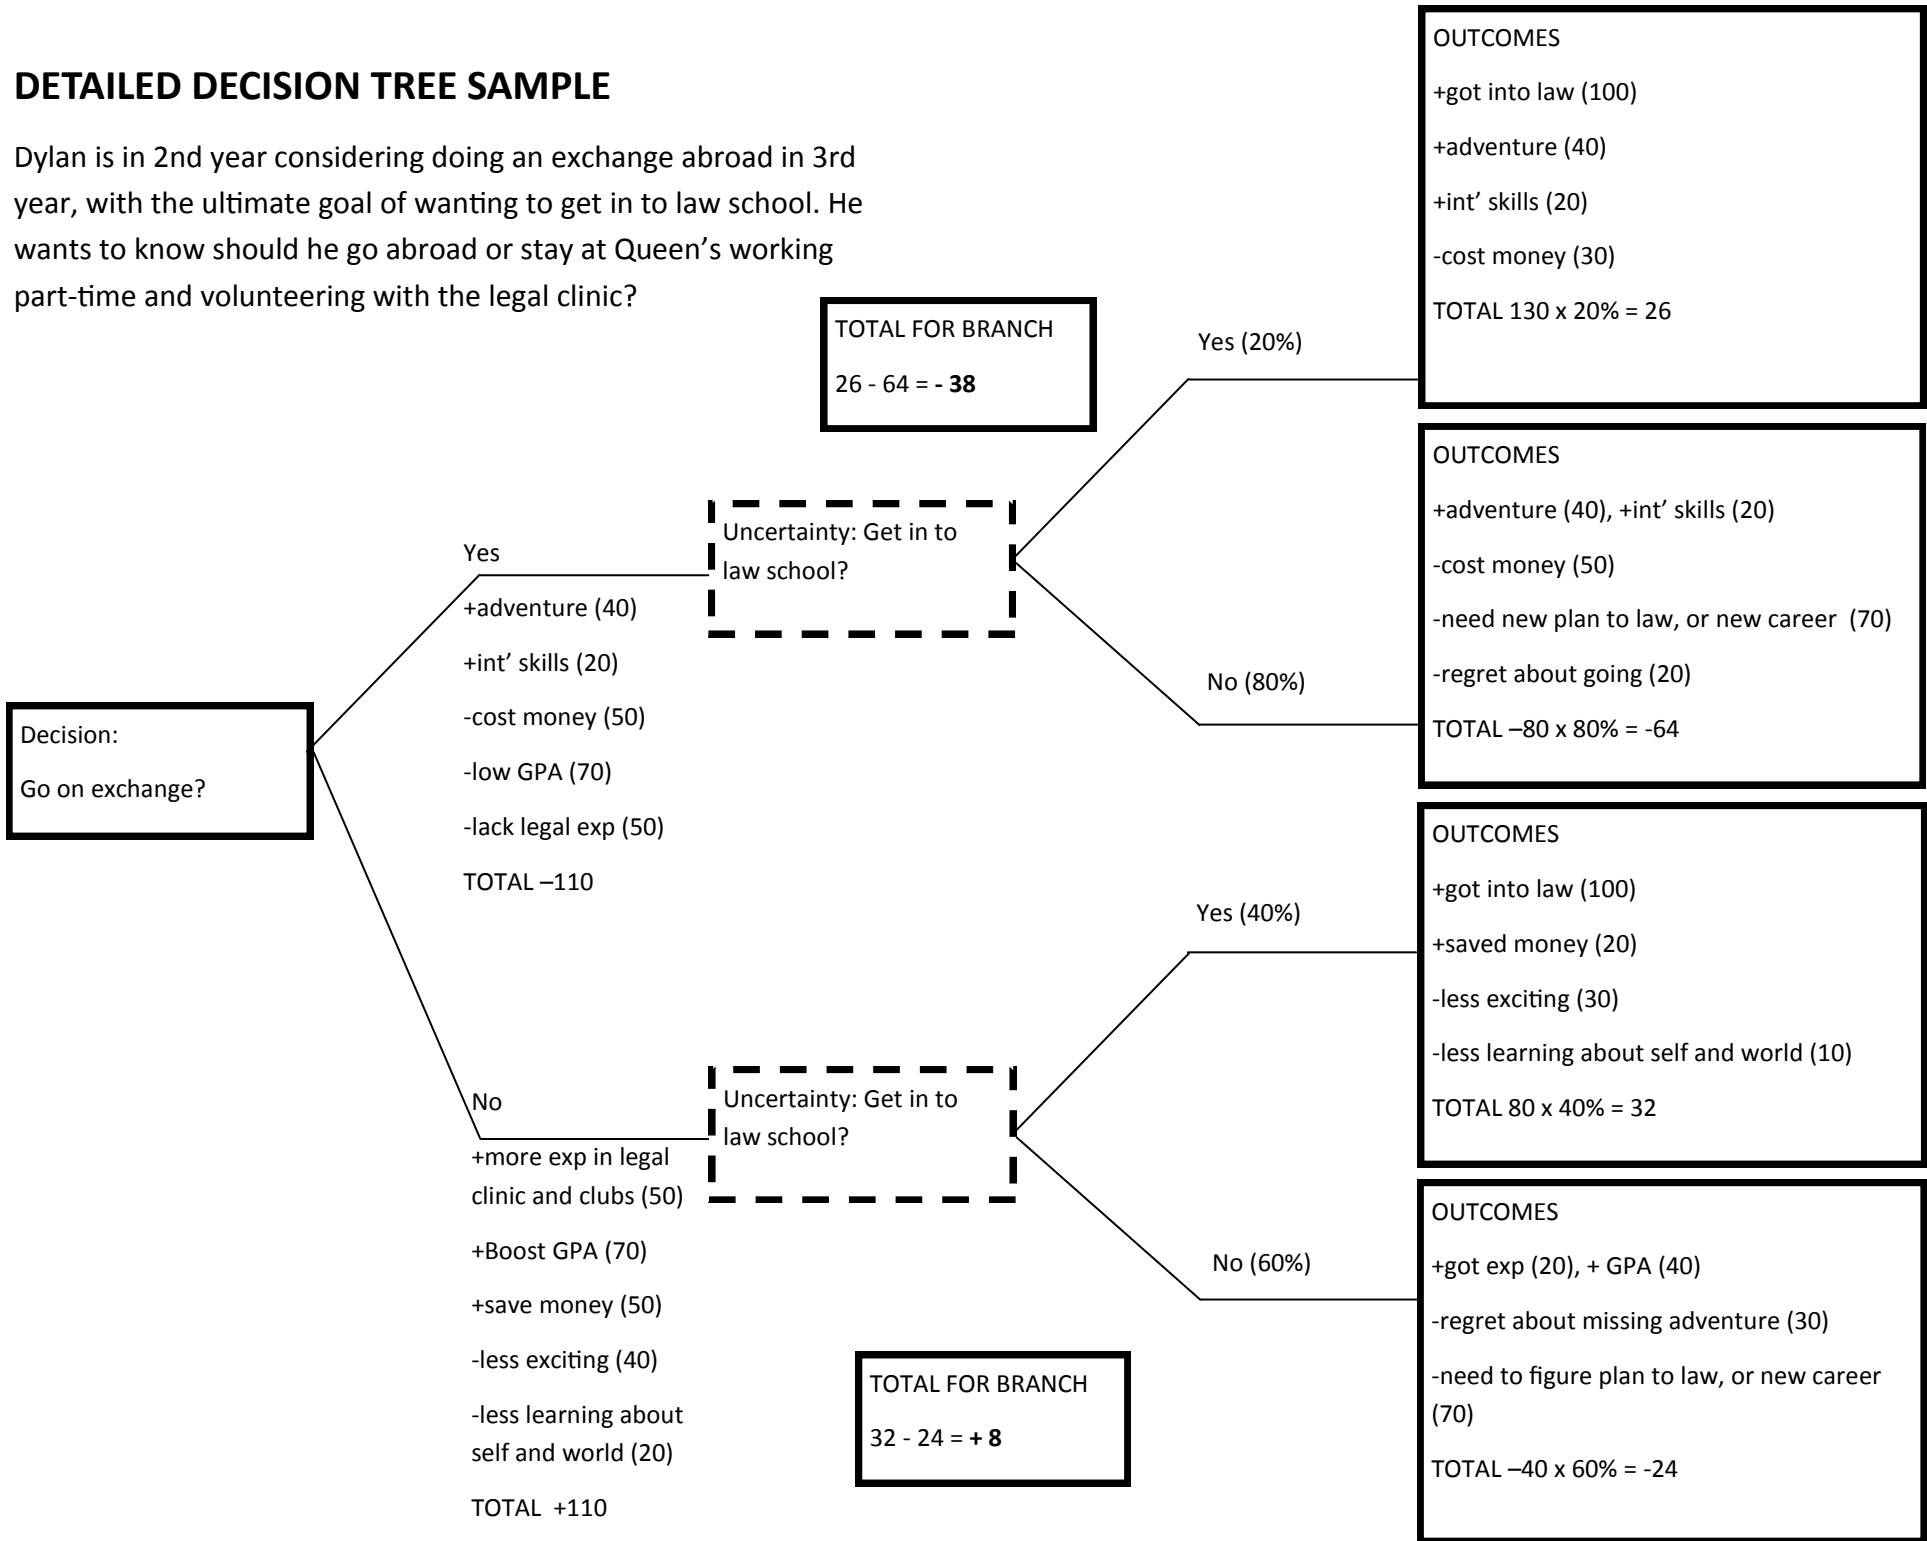 DETAILED DECISION TREE SAMPLE
Dylan is in 2nd year considering doing an exchange abroad in 3rd
year, with the ultimate goal of wanting to get in to law school. He
wants to know should he go abroad or stay at Queen's working
part-time and volunteering with the legal clinic?
Decision:
Go on exchange?
Yes
+adventure (40)
+int' skills (20)
-cost money (50)
-low GPA (70)
-lack legal exp (50)
TOTAL –110
Uncertainty: Get in to
law school?
TOTAL FOR BRANCH
26 - 64 = - 38
Yes (20%)
OUTCOMES
+got into law (100)
+adventure (40)
+int' skills (20)
-cost money (30)
TOTAL 130 x 20% = 26
No (80%)
OUTCOMES
+adventure (40), +int' skills (20)
-cost money (50)
-need new plan to law, or new career  (70)
-regret about going (20)
TOTAL –80 x 80% = -64
No
+more exp in legal
clinic and clubs (50)
+Boost GPA (70)
+save money (50)
-less exciting (40)
-less learning about
self and world (20)
TOTAL  +110
Uncertainty: Get in to
law school?
TOTAL FOR BRANCH
32 - 24 = + 8
Yes (40%)
OUTCOMES
+got into law (100)
+saved money (20)
-less exciting (30)
-less learning about self and world (10)
TOTAL 80 x 40% = 32
No (60%)
OUTCOMES
+got exp (20), + GPA (40)
-regret about missing adventure (30)
-need to figure plan to law, or new career
(70)
TOTAL –40 x 60% = -24